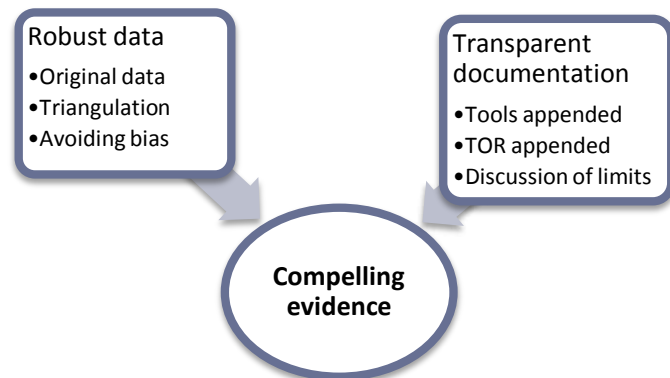 Robust data
•Original data
•Triangulation
•Avoiding bias
Transparent
documentation
•Tools appended
•TOR appended
•Discussion of limits
Compelling
evidence